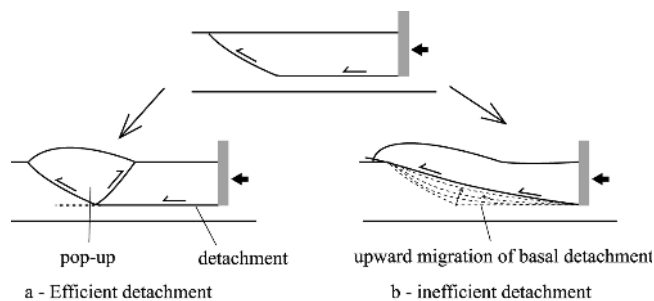 pop-up
detachment
upward migration of basal detachment
a - Efficient detachment
b - inefficient detachment